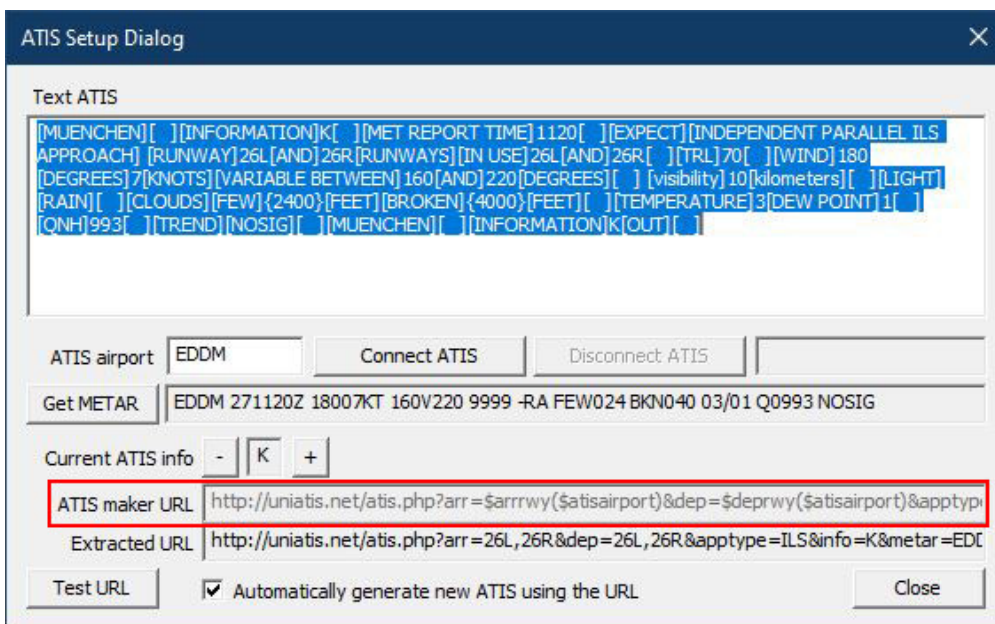 ATIS Setup Dialog
Text ATIS
[MUENCHEN][  ][INFORMATION]K[  ][MET REPORT TIME]1120[  ][EXPECT][INDEPENDENT PARALLEL ILS
APPROACH] [RUNWAY]26L[AND]26R[RUNWAYS][IN USE]26L[AND]26R[  ][TRL]70[  ][WIND]180
[DEGREES]7[KNOTS][VARIABLE BETWEEN]160[AND]220[DEGREES][  ] [visibility]10[kilometers][  ][LIGHT]
[RAIN][  ][CLOUDS][FEW]{2400}[FEET][BROKEN]{4000}[FEET][  ][TEMPERATURE]3[DEW POINT]1[  ]
[QNH]993[  ][TREND][NOSIG][  ][MUENCHEN][  ][INFORMATION]K[OUT][  ]
ATIS airport EDDM Connect ATIS Disconnect ATIS
Get METAR EDDM 271120Z 18007KT 160V220 9999 -RA FEW024 BKN040 03/01 Q0993 NOSIG
Current ATIS info - K +
ATIS maker URL http://uniatis.net/atis.php?arr=$arrrwy($atisairport)&dep=$deprwy($atisairport)&apptype
Extracted URL http://uniatis.net/atis.php?arr=26L,26R&dep=26L,26R&apptype=ILS&info=K&metar=EDD
Test URL Automatically generate new ATIS using the URL Close